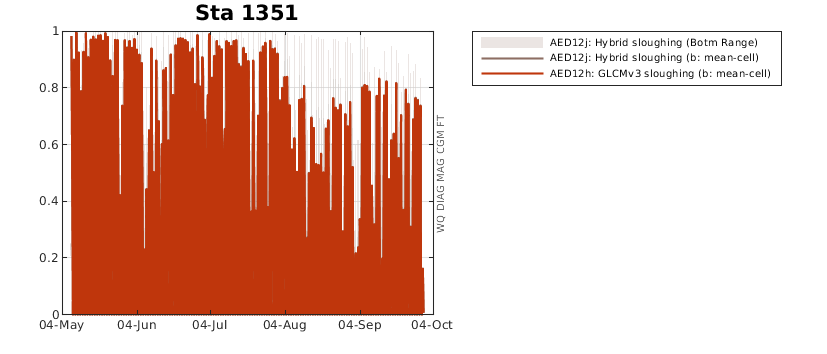 Sta 1351
1
0.8
0.6
0.4
0.2
0
04-May
04-Jun
04-Jul
04-Aug
04-Sep
04-Oct
WQ DIAG MAG CGM FT
AED12j: Hybrid sloughing (Botm Range)
AED12j: Hybrid sloughing (b: mean-cell)
AED12h: GLCMv3 sloughing (b: mean-cell)